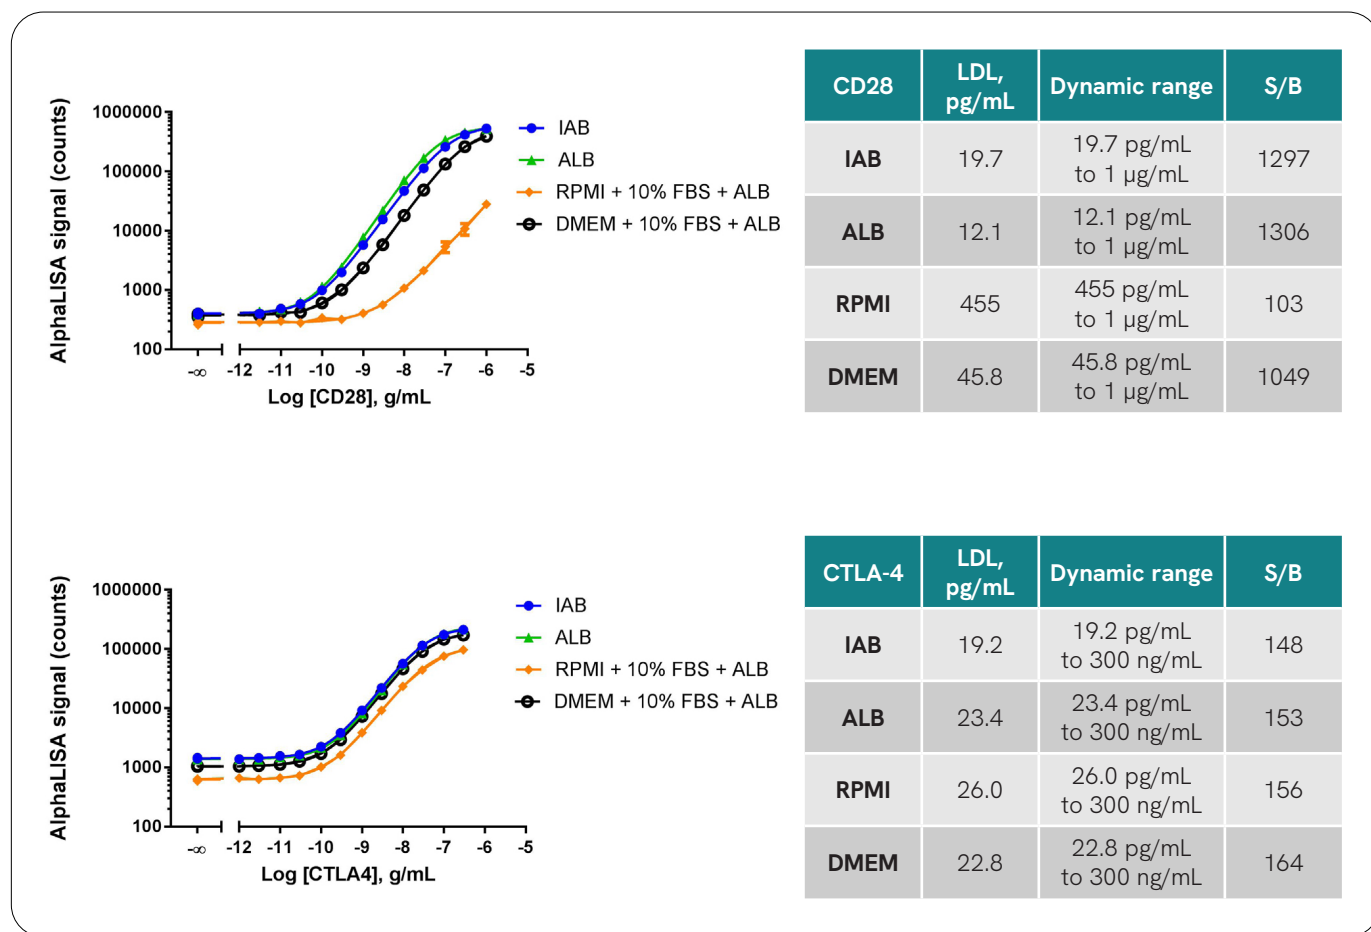 AlphaLISA signal (counts)
1000000
100000
10000
1000
100
-∞ -12 -11 -10 -9 -8 -7 -6 -5
Log [CD28], g/mL
IAB
ALB
RPMI + 10% FBS + ALB
DMEM + 10% FBS + ALB
CD28 LDL, pg/mL Dynamic range S/B
IAB 19.7 19.7 pg/mL to 1 µg/mL 1297
ALB 12.1 12.1 pg/mL to 1 µg/mL 1306
RPMI 455 455 pg/mL to 1 µg/mL 103
DMEM 45.8 45.8 pg/mL to 1 µg/mL 1049
AlphaLISA signal (counts)
1000000
100000
10000
1000
100
-∞ -12 -11 -10 -9 -8 -7 -6 -5
Log [CTLA4], g/mL
IAB
ALB
RPMI + 10% FBS + ALB
DMEM + 10% FBS + ALB
CTLA-4 LDL, pg/mL Dynamic range S/B
IAB 19.2 19.2 pg/mL to 300 ng/mL 148
ALB 23.4 23.4 pg/mL to 300 ng/mL 153
RPMI 26.0 26.0 pg/mL to 300 ng/mL 156
DMEM 22.8 22.8 pg/mL to 300 ng/mL 164